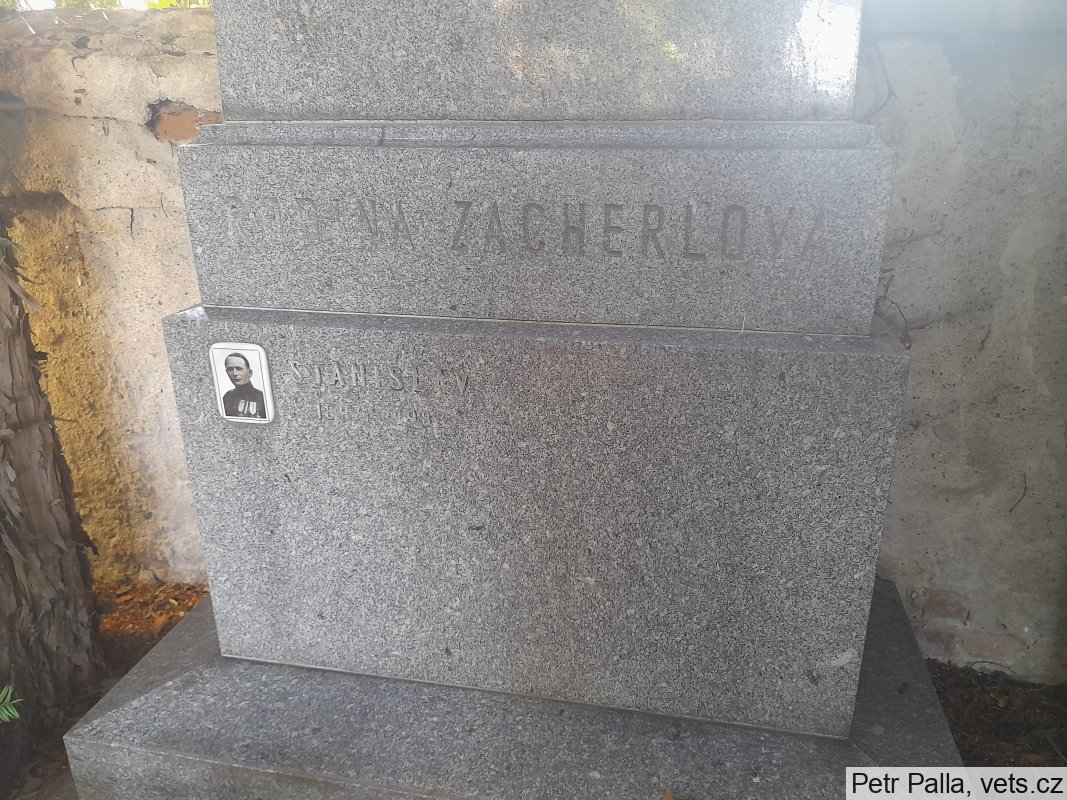 RODINA ZACHERLOVA
STANISLAV
Petr Palla, vets.cz